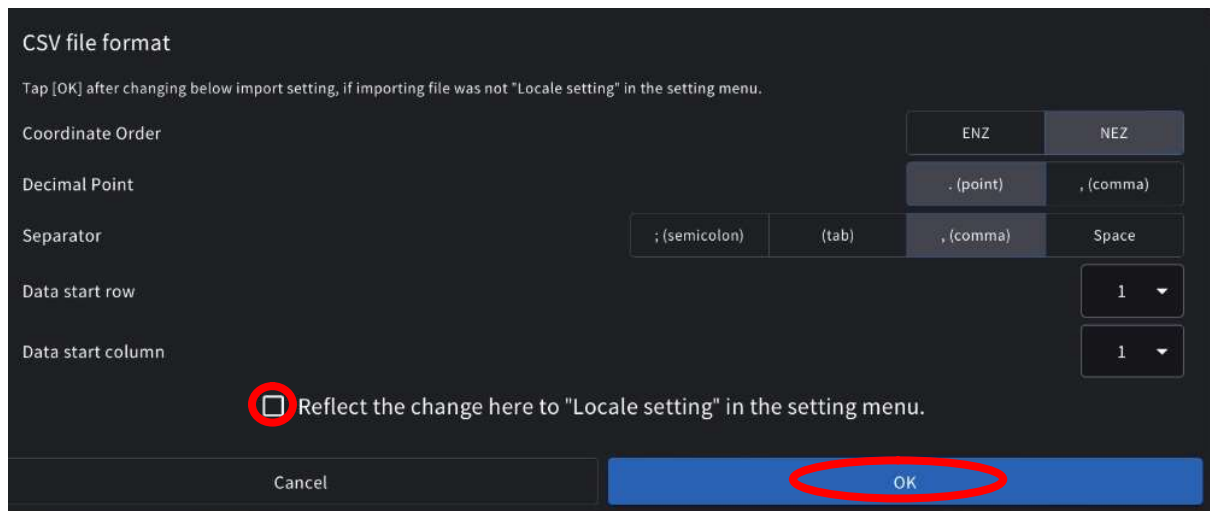 CSV file format
Tap [OK] after changing below import setting, if importing file was not "Locale setting" in the setting menu.
Coordinate Order ENZ NEZ
Decimal Point . (point) , (comma)
Separator ; (semicolon) (tab) , (comma) Space
Data start row 1
Data start column 1
Reflect the change here to "Locale setting" in the setting menu.
Cancel OK